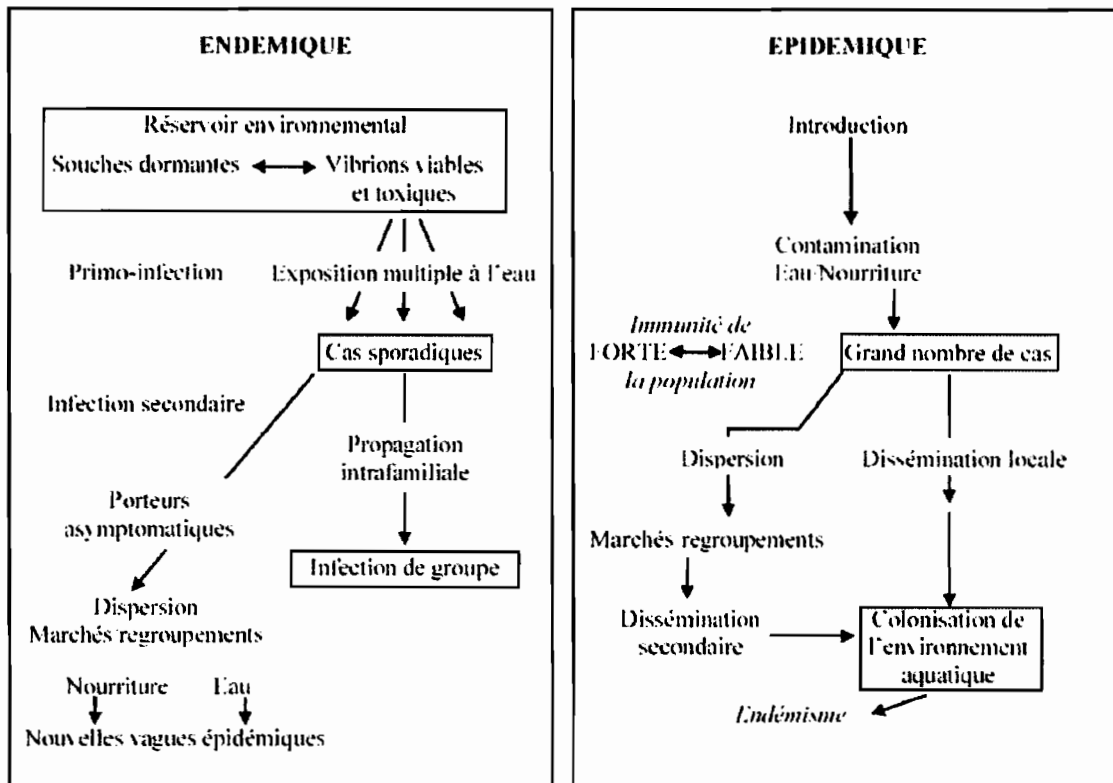 ENDEMIQUE
Réservoir environnemental
Souches dormantes
Vibrions viables
et toxiques
Primo-infection
Exposition multiple à l'eau
Cas sporadiques
Infection secondaire
Propagation
intrafamiliale
Porteurs
asymptomatiques
Infection de groupe
Dispersion
Marchés regroupements
Nourriture
Eau
Nouvelles vagues épidémiques
EPIDEMIQUE
Introduction
Contamination
Eau/Nourriture
Immunité de
FORTE
FAIBLE
la population
Grand nombre de cas
Dispersion
Dissémination locale
Marchés regroupements
Dissémination
secondaire
Colonisation de
l'environnement
aquatique
Endémisme